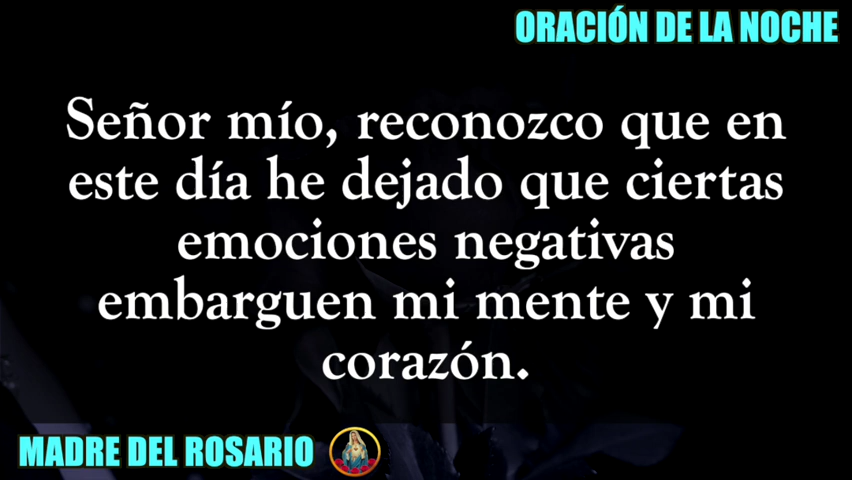 ORACIÓN DE LA NOCHE
Señor mío, reconozco que en
este día he dejado que ciertas
emociones negativas
embarguen mi mente y mi
corazón.
MADRE DEL ROSARIO